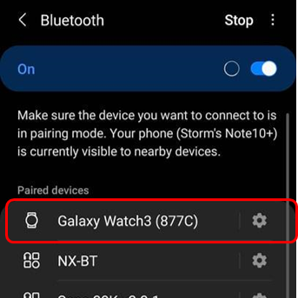 Bluetooth Stop
On
Make sure the device you want to connect to is
in pairing mode. Your phone (Storm's Note10+)
is currently visible to nearby devices.
Paired devices
Galaxy Watch3 (877C)
NX-BT